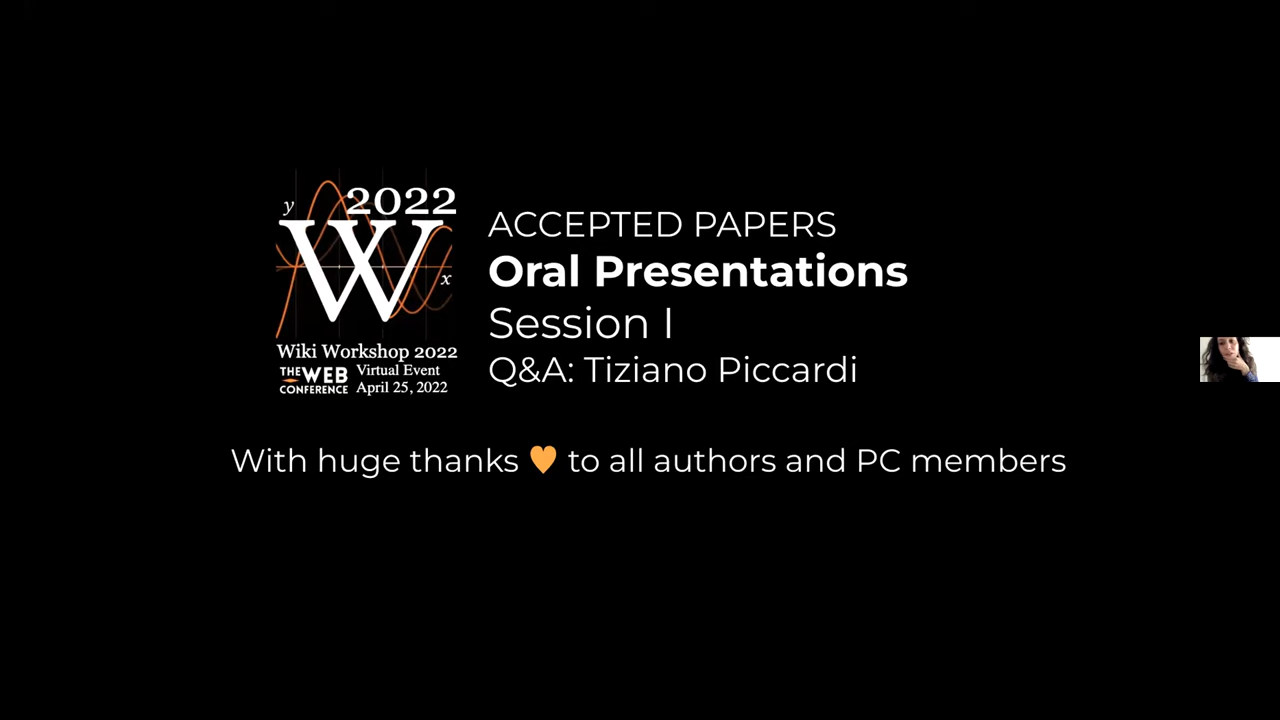 y
2022
W
x
Wiki Workshop 2022
THE WEB CONFERENCE
Virtual Event
April 25, 2022
ACCEPTED PAPERS
Oral Presentations
Session I
Q&A: Tiziano Piccardi
With huge thanks 🧡 to all authors and PC members